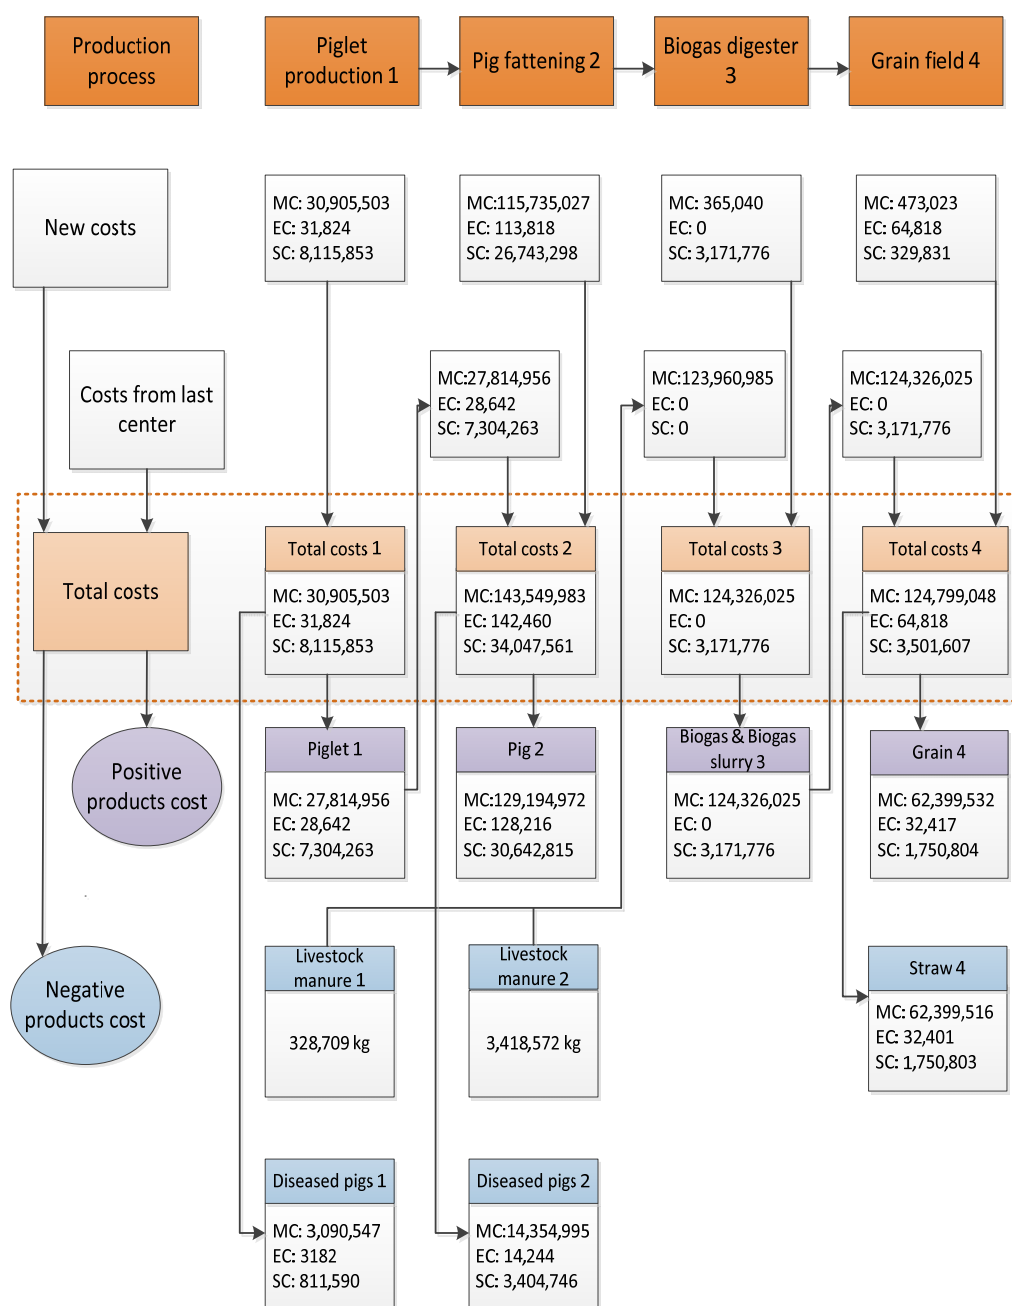 Production
process
Piglet
production 1
Pig fattening 2
Biogas digester
3
Grain field 4
New costs
MC: 30,905,503
EC: 31,824
SC: 8,115,853
MC:115,735,027
EC: 113,818
SC: 26,743,298
MC: 365,040
EC: 0
SC: 3,171,776
MC: 473,023
EC: 64,818
SC: 329,831
Costs from last
center
MC:27,814,956
EC: 28,642
SC: 7,304,263
MC:123,960,985
EC: 0
SC: 0
MC:124,326,025
EC: 0
SC: 3,171,776
Total costs
Total costs 1
MC: 30,905,503
EC: 31,824
SC: 8,115,853
Total costs 2
MC:143,549,983
EC: 142,460
SC: 34,047,561
Total costs 3
MC: 124,326,025
EC: 0
SC: 3,171,776
Total costs 4
MC: 124,799,048
EC: 64,818
SC: 3,501,607
Positive
products cost
Piglet 1
MC: 27,814,956
EC: 28,642
SC: 7,304,263
Pig 2
MC:129,194,972
EC: 128,216
SC: 30,642,815
Biogas & Biogas
slurry 3
MC: 124,326,025
EC: 0
SC: 3,171,776
Grain 4
MC: 62,399,532
EC: 32,417
SC: 1,750,804
Negative
products cost
Livestock
manure 1
328,709 kg
Livestock
manure 2
3,418,572 kg
Straw 4
MC: 62,399,516
EC: 32,401
SC: 1,750,803
Diseased pigs 1
MC: 3,090,547
EC: 3182
SC: 811,590
Diseased pigs 2
MC:14,354,995
EC: 14,244
SC: 3,404,746